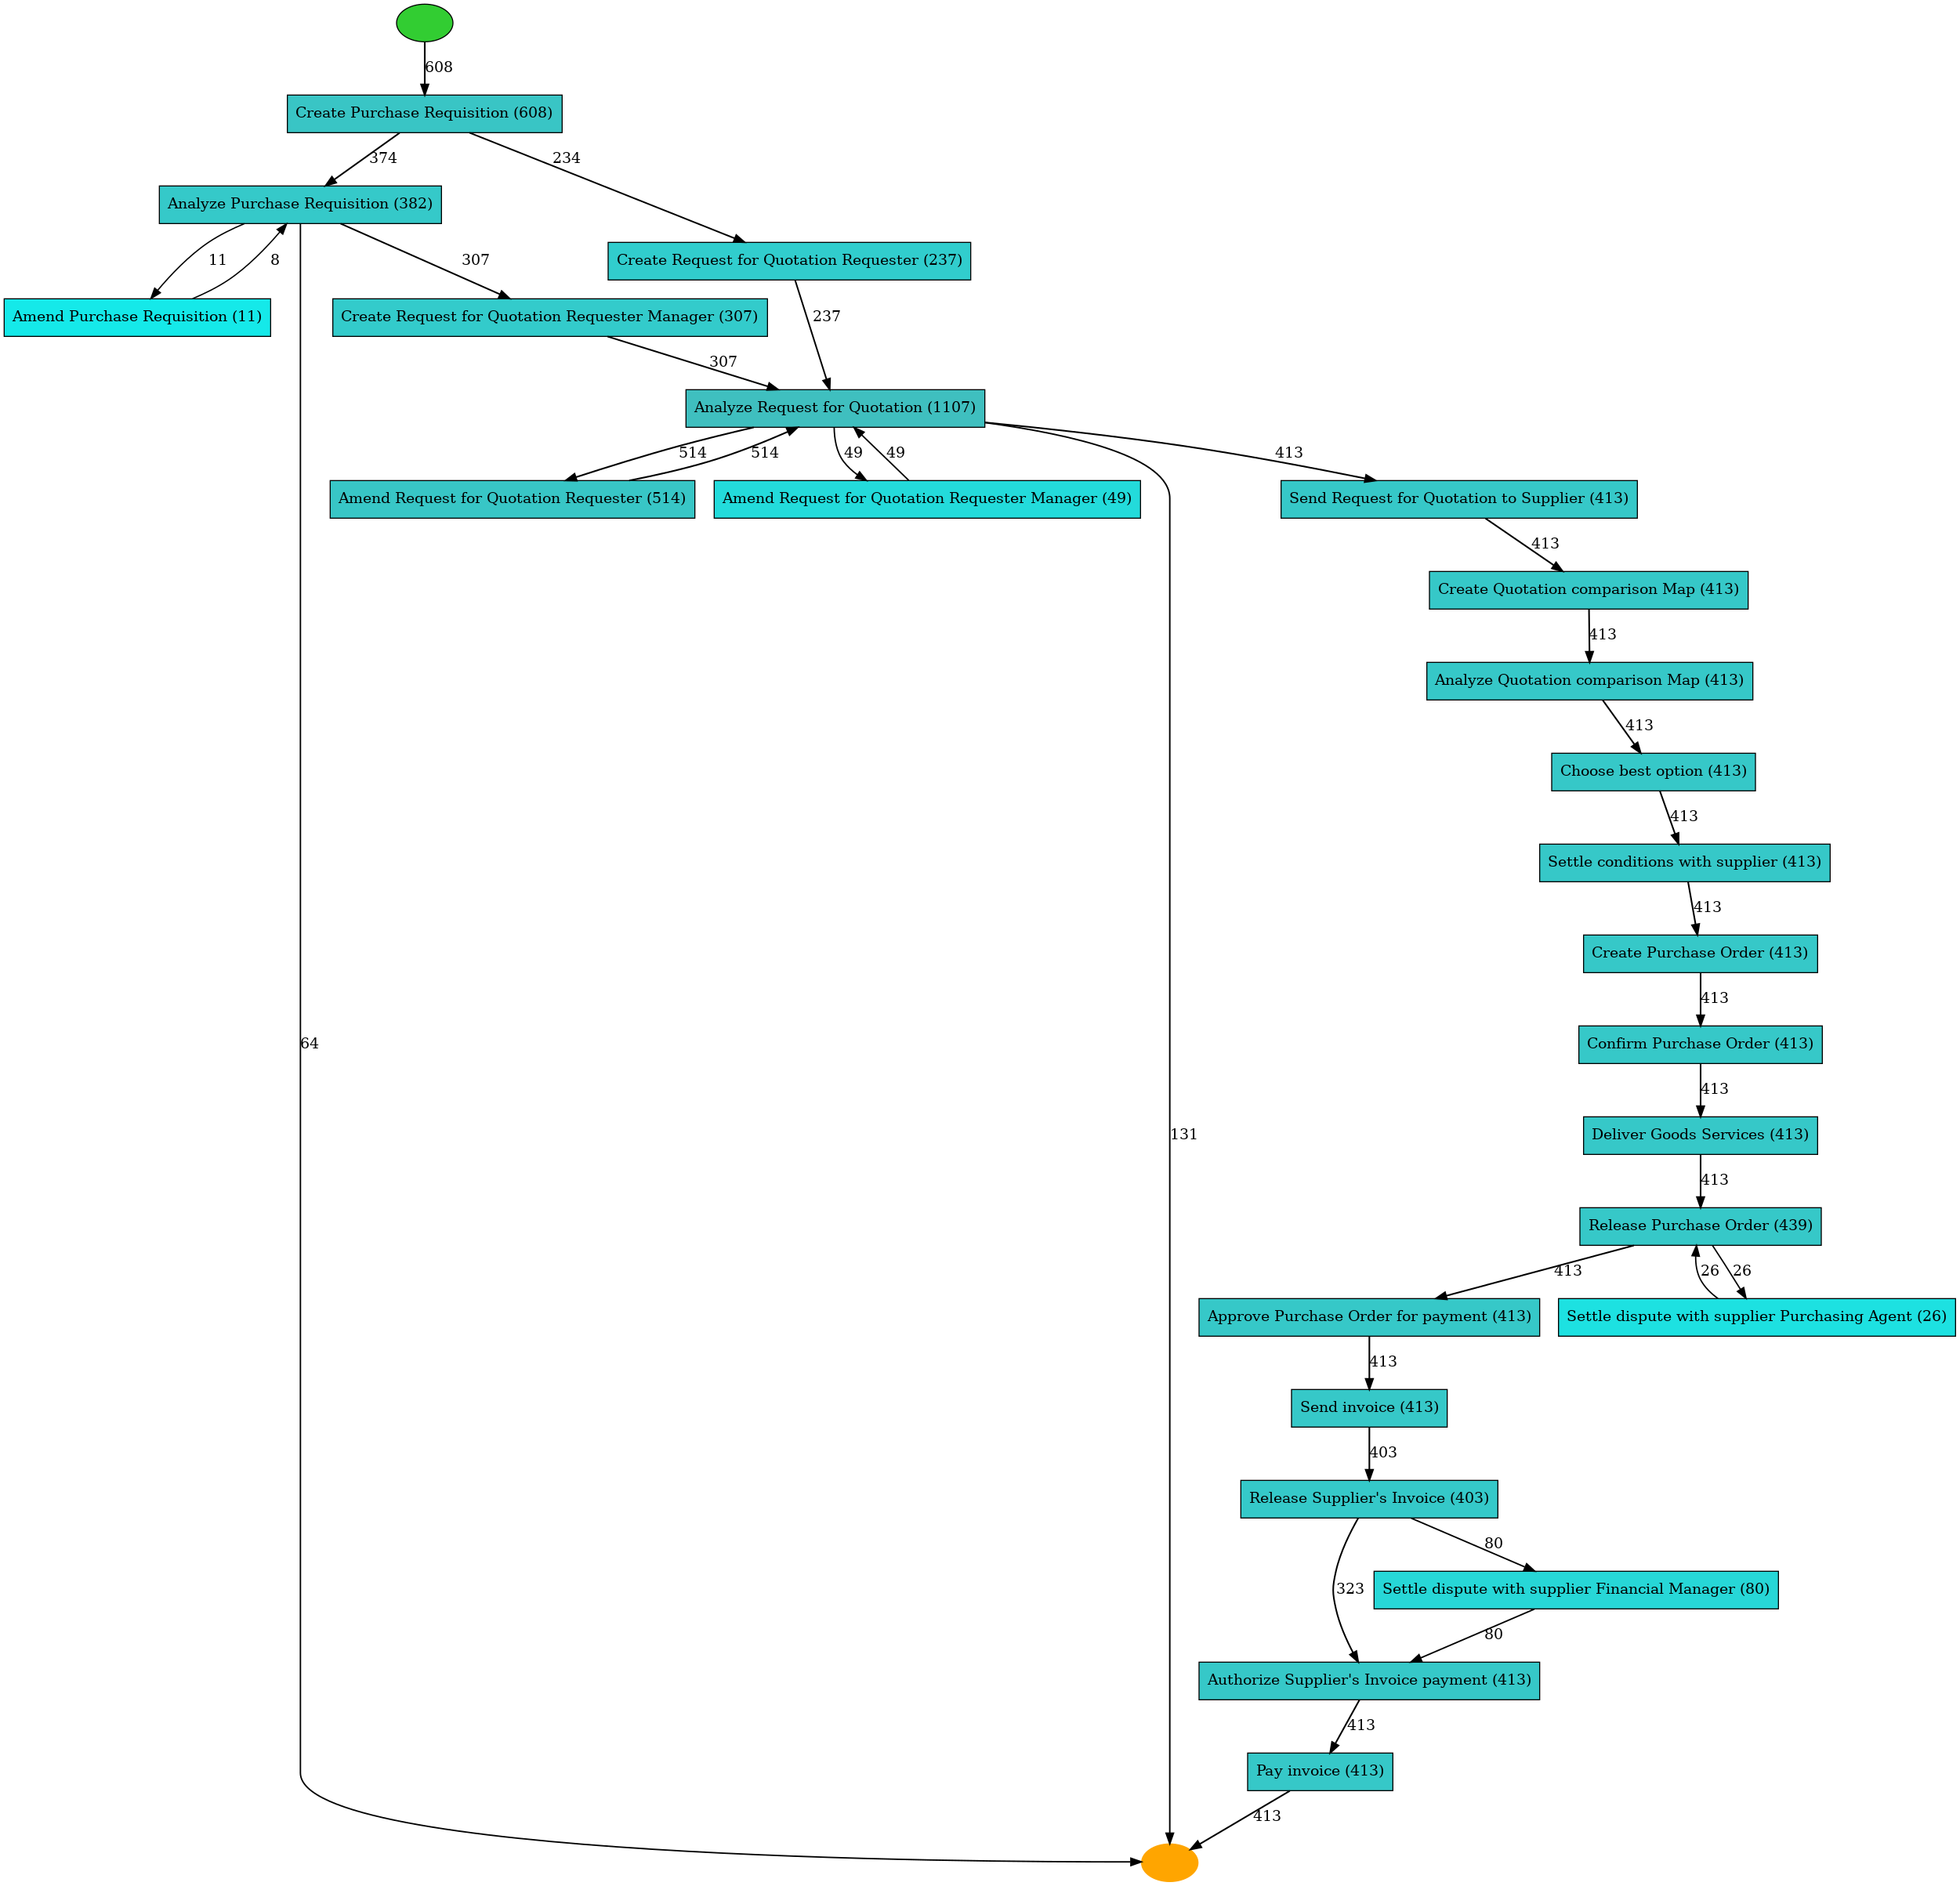 608
Create Purchase Requisition (608)
374
234
Analyze Purchase Requisition (382)
11
8
307
Create Request for Quotation Requester (237)
Amend Purchase Requisition (11)
Create Request for Quotation Requester Manager (307)
237
307
Analyze Request for Quotation (1107)
514
514
49
49
413
Amend Request for Quotation Requester (514)
Amend Request for Quotation Requester Manager (49)
Send Request for Quotation to Supplier (413)
413
Create Quotation comparison Map (413)
413
Analyze Quotation comparison Map (413)
413
Choose best option (413)
413
Settle conditions with supplier (413)
413
Create Purchase Order (413)
413
64
Confirm Purchase Order (413)
413
131
Deliver Goods Services (413)
413
Release Purchase Order (439)
413
26
26
Approve Purchase Order for payment (413)
Settle dispute with supplier Purchasing Agent (26)
413
Send invoice (413)
403
Release Supplier's Invoice (403)
80
323
Settle dispute with supplier Financial Manager (80)
80
Authorize Supplier's Invoice payment (413)
413
Pay invoice (413)
413